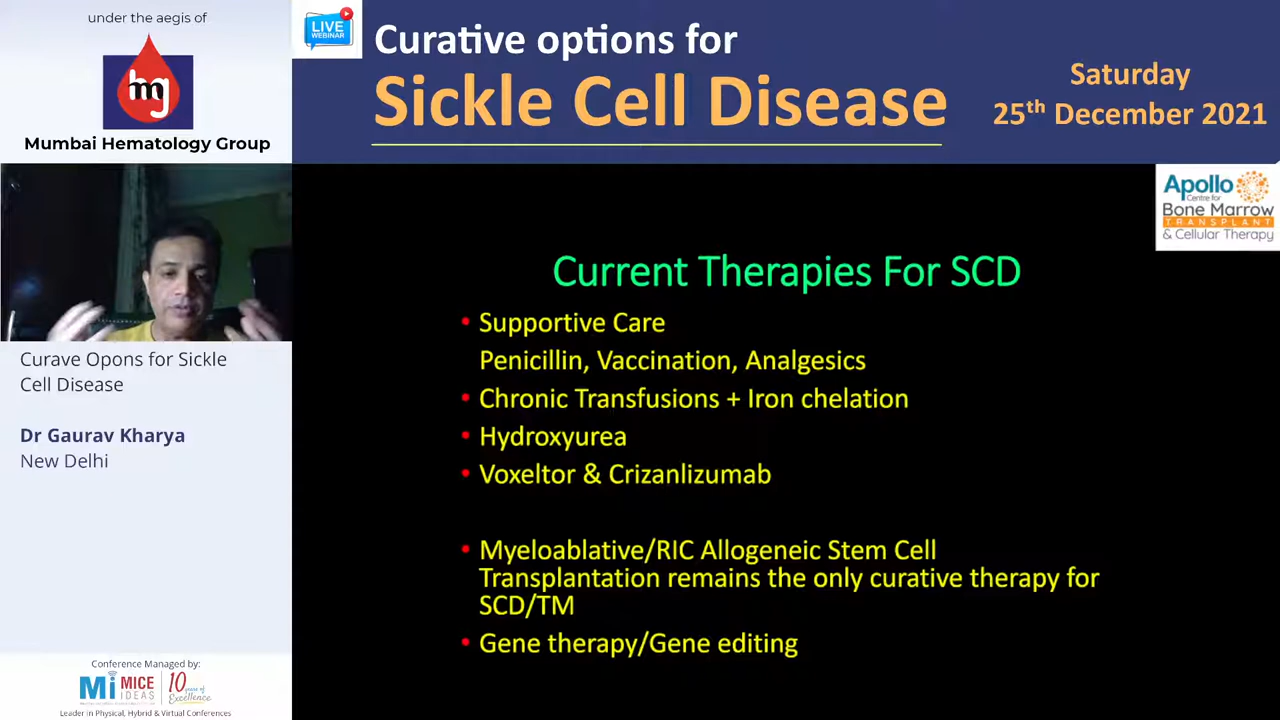 under the aegis of
hg
Mumbai Hematology Group
LIVE
WEBINAR
Curative options for
Sickle Cell Disease
Saturday
25th December 2021
Apollo
Centre for
Bone Marrow
TRANSPLANT
& Cellular Therapy
Curave Opons for Sickle
Cell Disease
Dr Gaurav Kharya
New Delhi
Current Therapies For SCD
• Supportive Care
Penicillin, Vaccination, Analgesics
• Chronic Transfusions + Iron chelation
• Hydroxyurea
• Voxeltor & Crizanlizumab
• Myeloablative/RIC Allogeneic Stem Cell
Transplantation remains the only curative therapy for
SCD/TM
• Gene therapy/Gene editing
Conference Managed by:
Mi MICE
IDEAS
10 years of
Excellence
Leader in Physical, Hybrid & Virtual Conferences